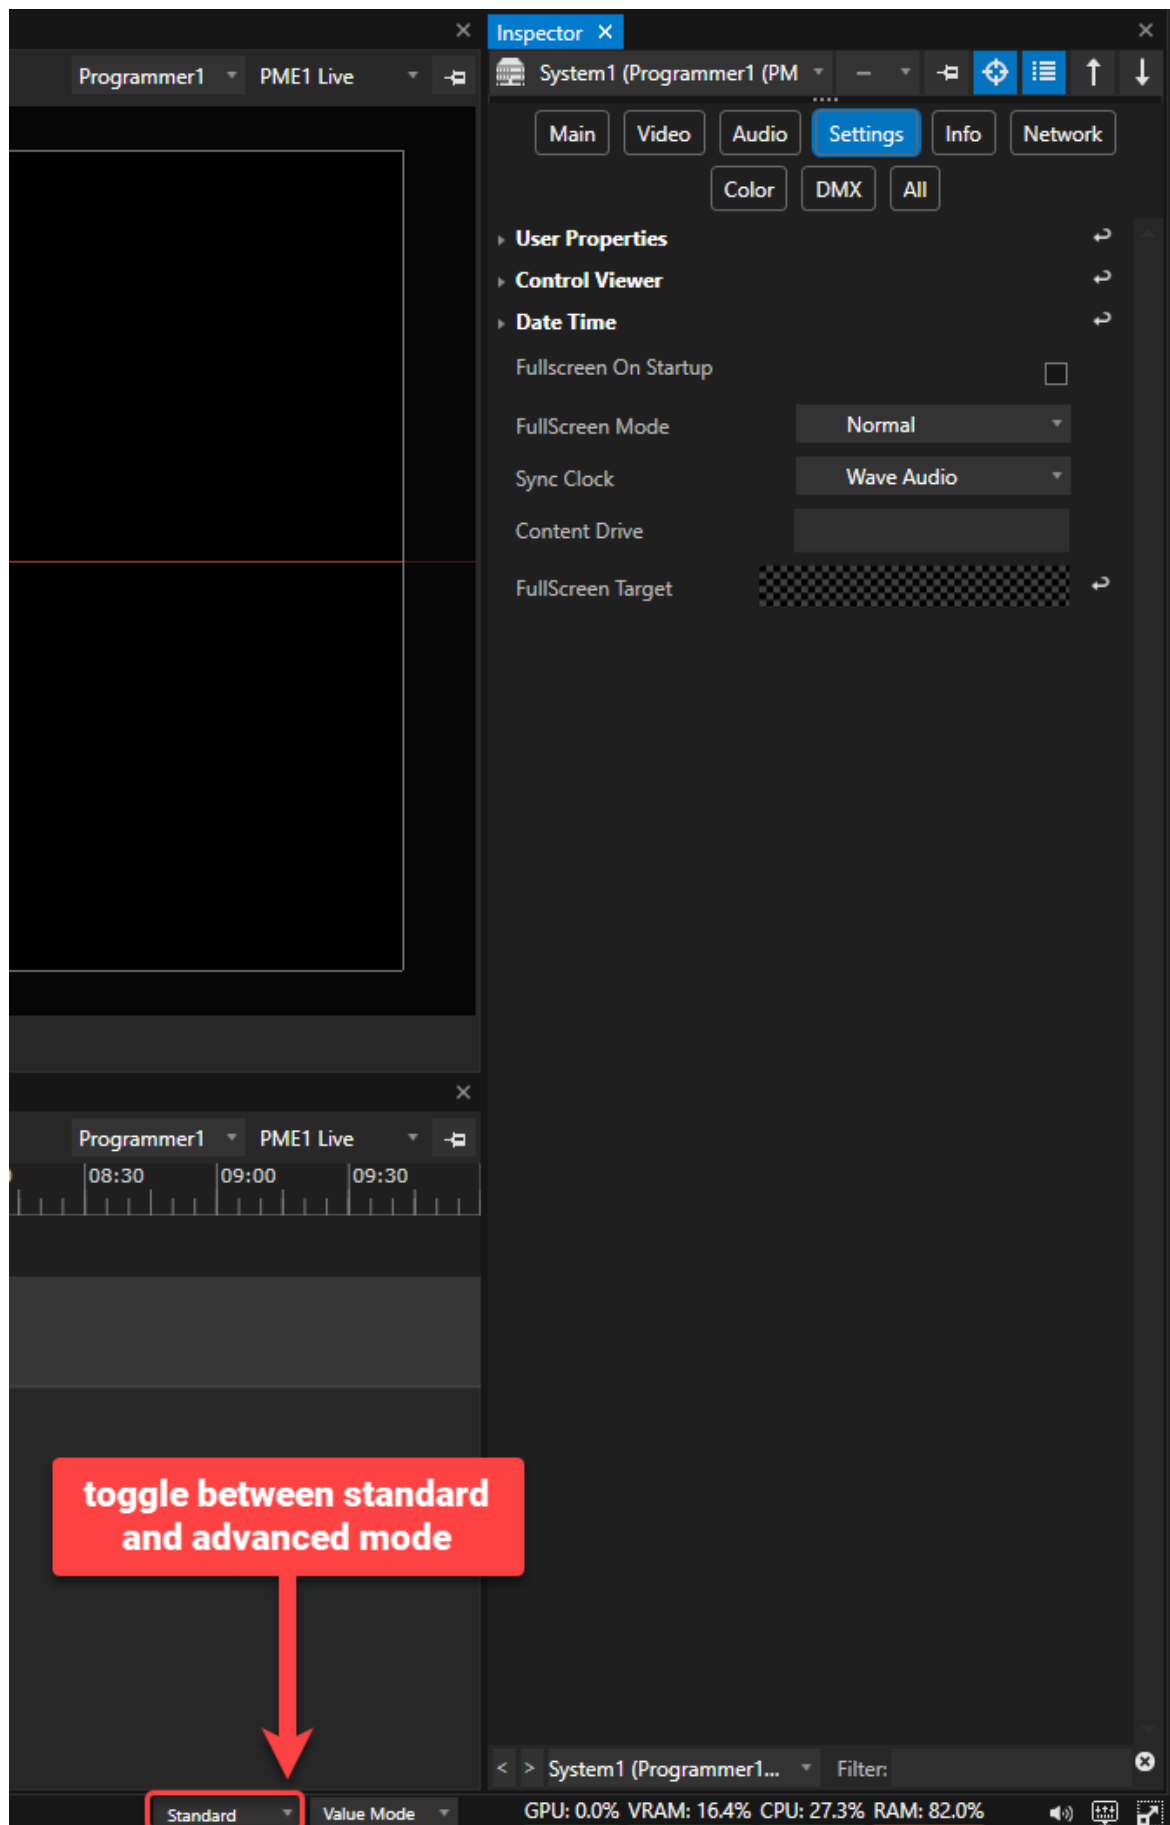 Inspector
Programmer1 PME1 Live
System1 (Programmer1 (PM
Main Video Audio Settings Info Network
Color DMX All
User Properties
Control Viewer
Date Time
Fullscreen On Startup
FullScreen Mode Normal
Sync Clock Wave Audio
Content Drive
FullScreen Target
Programmer1 PME1 Live
08:30 09:00 09:30
toggle between standard
and advanced mode
< > System1 (Programmer1... Filter:
Standard Value Mode GPU: 0.0% VRAM: 16.4% CPU: 27.3% RAM: 82.0%